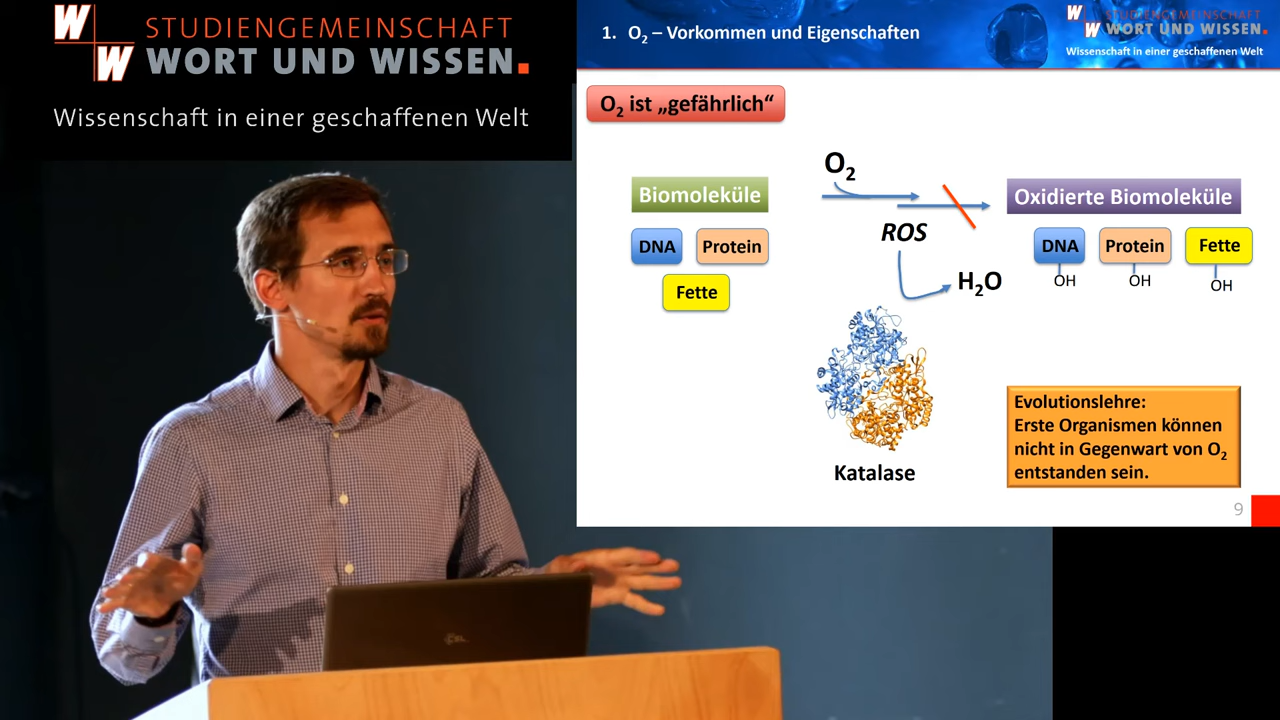 W
W
STUDIENGEMEINSCHAFT
WORT UND WISSEN.
Wissenschaft in einer geschaffenen Welt
1. O₂ – Vorkommen und Eigenschaften
W
W
STUDIENGEMEINSCHAFT
WORT UND WISSEN.
Wissenschaft in einer geschaffenen Welt
O₂ ist „gefährlich“
O₂
Biomoleküle
Oxidierte Biomoleküle
DNA
Protein
Fette
ROS
H₂O
DNA
Protein
Fette
OH
OH
OH
Katalase
Evolutionslehre:
Erste Organismen können
nicht in Gegenwart von O₂
entstanden sein.
9